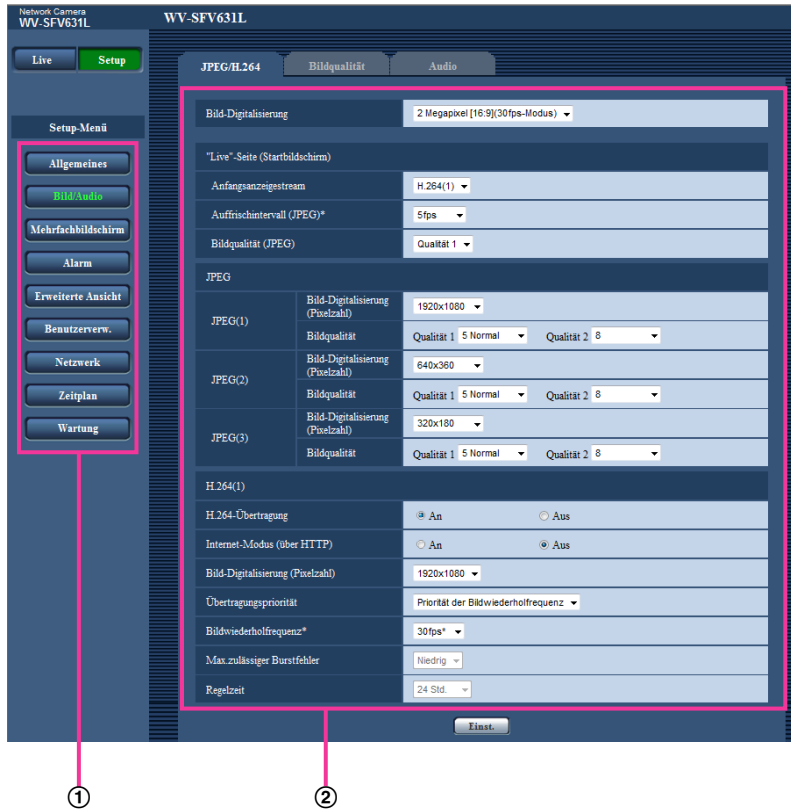 Network Camera
WV-SFV631L
WV-SFV631L
Live Setup
Setup-Menü
Allgemeines
Bild/Audio
Mehrfachbildschirm
Alarm
Erweiterte Ansicht
Benutzerverw.
Netzwerk
Zeitplan
Wartung
JPEG/H.264 Bildqualität Audio
Bild-Digitalisierung 2 Megapixel [16:9](30fps-Modus)
"Live"-Seite (Startbildschirm)
Anfangsanzeigestream H.264(1)
Auffrischintervall (JPEG)* 5fps
Bildqualität (JPEG) Qualität 1
JPEG
JPEG(1)
Bild-Digitalisierung (Pixelzahl) 1920x1080
Bildqualität Qualität 1 5 Normal Qualität 2 8
JPEG(2)
Bild-Digitalisierung (Pixelzahl) 640x360
Bildqualität Qualität 1 5 Normal Qualität 2 8
JPEG(3)
Bild-Digitalisierung (Pixelzahl) 320x180
Bildqualität Qualität 1 5 Normal Qualität 2 8
H.264(1)
H.264-Übertragung An Aus
Internet-Modus (über HTTP) An Aus
Bild-Digitalisierung (Pixelzahl) 1920x1080
Übertragungspriorität Priorität der Bildwiederholfrequenz
Bildwiederholfrequenz* 30fps*
Max.zulässiger Burstfehler Niedrig
Regelzeit 24 Std.
Einst.
① ②